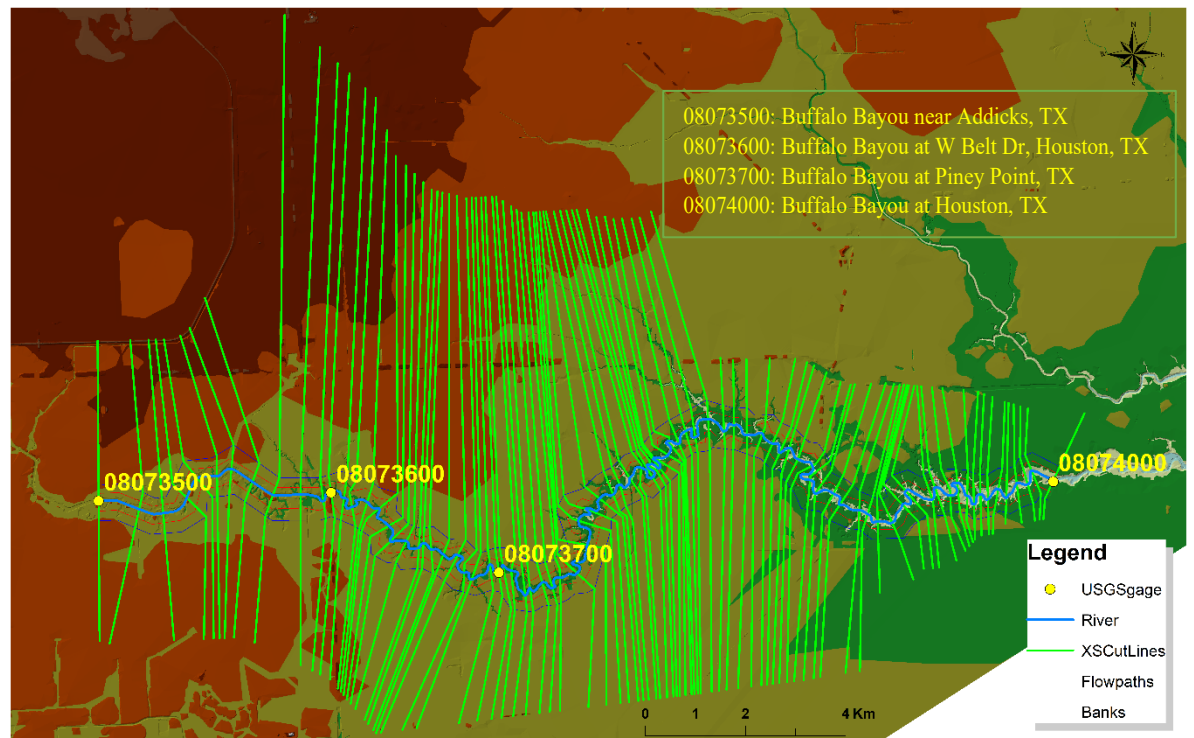 N
08073500: Buffalo Bayou near Addicks, TX
08073600: Buffalo Bayou at W Belt Dr, Houston, TX
08073700: Buffalo Bayou at Piney Point, TX
08074000: Buffalo Bayou at Houston, TX
08073500
08073600
08074000
08073700
Legend
USGSgage
River
XSCutLines
Flowpaths
Banks
0 1 2 4 Km